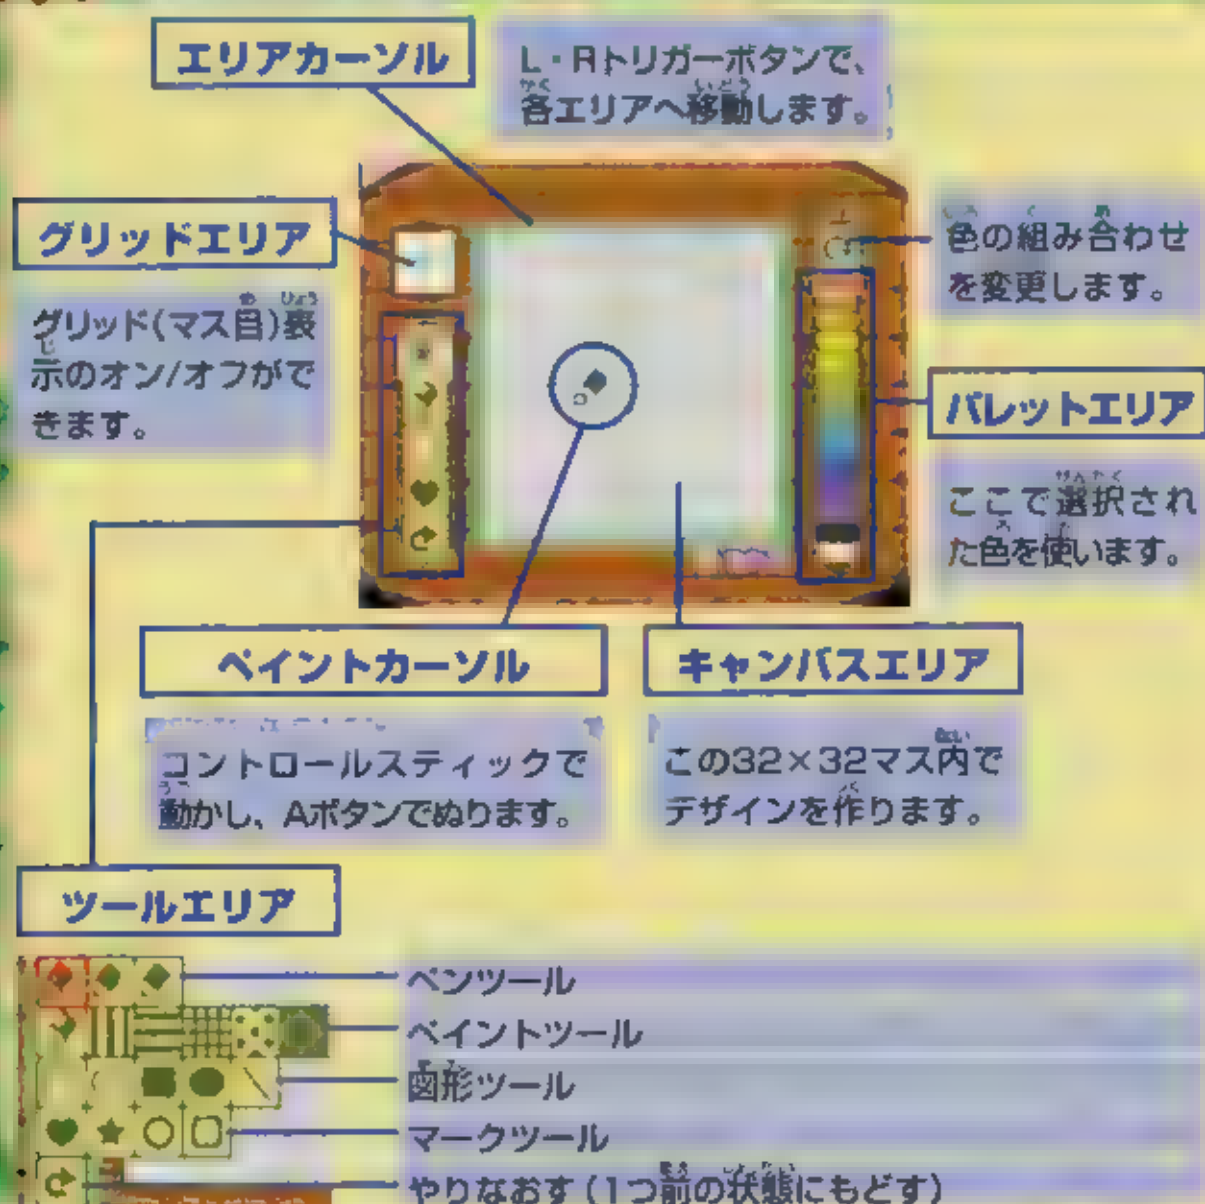 エリアカーソル
L・Rトリガーボタンで、
各エリアへ移動します。
グリッドエリア
グリッド(マス目)表
示のオン/オフがで
きます。
色の組み合わせ
を変更します。
パレットエリア
ここで選択され
た色を使います。
ペイントカーソル
コントロールスティックで
動かし、Aボタンでぬります。
キャンバスエリア
この32×32マス内で
デザインを作ります。
ツールエリア
ペンツール
ペイントツール
図形ツール
マークツール
やりなおす(1つ前の状態にもどす)